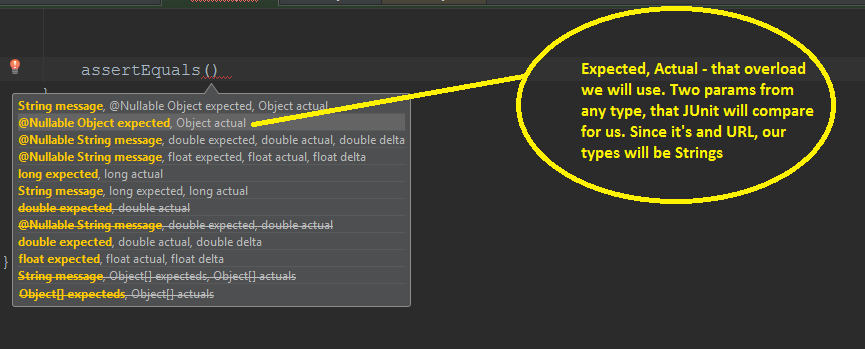 assertEquals()
String message, @Nullable Object expected, Object actual
@Nullable Object expected, Object actual
@Nullable String message, double expected, double actual, double delta
@Nullable String message, float expected, float actual, float delta
long expected, long actual
String message, long expected, long actual
double expected, double actual
@Nullable String message, double expected, double actual
double expected, double actual, double delta
float expected, float actual, float delta
String message, Object[] expecteds, Object[] actuals
Object[] expecteds, Object[] actuals
}
Expected, Actual - that overload
we will use. Two params from
any type, that JUnit will compare
for us. Since it's and URL, our
types will be Strings